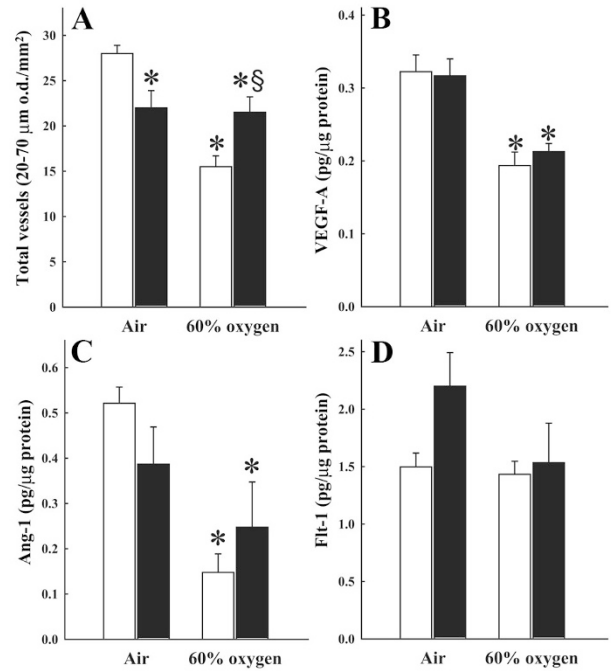 A
Total vessels (20-70 μm o.d./mm²)
30
25
20
15
10
5
0
*
*
*§
Air
60% oxygen
B
VEGF-A (pg/μg protein)
0.4
0.3
0.2
0.1
0.0
*
*
Air
60% oxygen
C
Ang-1 (pg/μg protein)
0.6
0.5
0.4
0.3
0.2
0.1
0.0
*
*
Air
60% oxygen
D
Flt-1 (pg/μg protein)
2.5
2.0
1.5
1.0
0.5
0.0
Air
60% oxygen